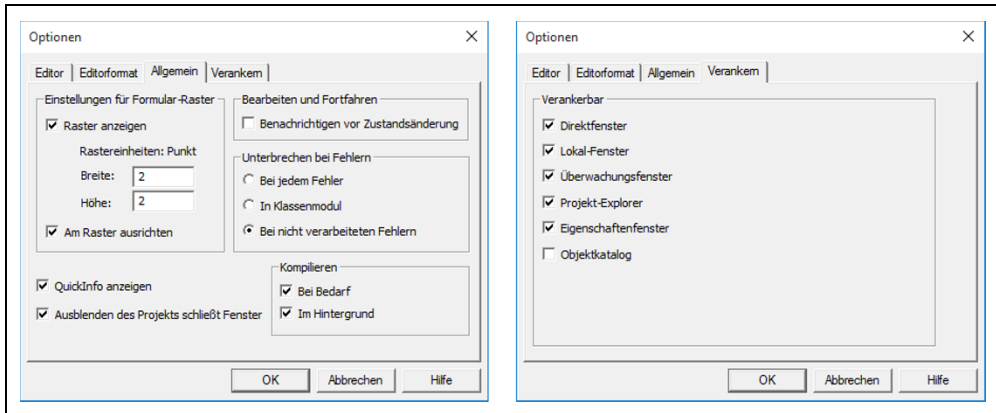 Optionen
Editor
Editorformat
Allgemein
Verankern
Einstellungen für Formular-Raster
Raster anzeigen
Rastereinheiten: Punkt
Breite: 2
Höhe: 2
Am Raster ausrichten
Bearbeiten und Fortfahren
Benachrichtigen vor Zustandsänderung
Unterbrechen bei Fehlern
Bei jedem Fehler
In Klassenmodul
Bei nicht verarbeiteten Fehlern
QuickInfo anzeigen
Ausblenden des Projekts schließt Fenster
Kompilieren
Bei Bedarf
Im Hintergrund
OK
Abbrechen
Hilfe
Optionen
Editor
Editorformat
Allgemein
Verankern
Verankerbar
Direktfenster
Lokal-Fenster
Überwachungsfenster
Projekt-Explorer
Eigenschaftenfenster
Objektkatalog
OK
Abbrechen
Hilfe